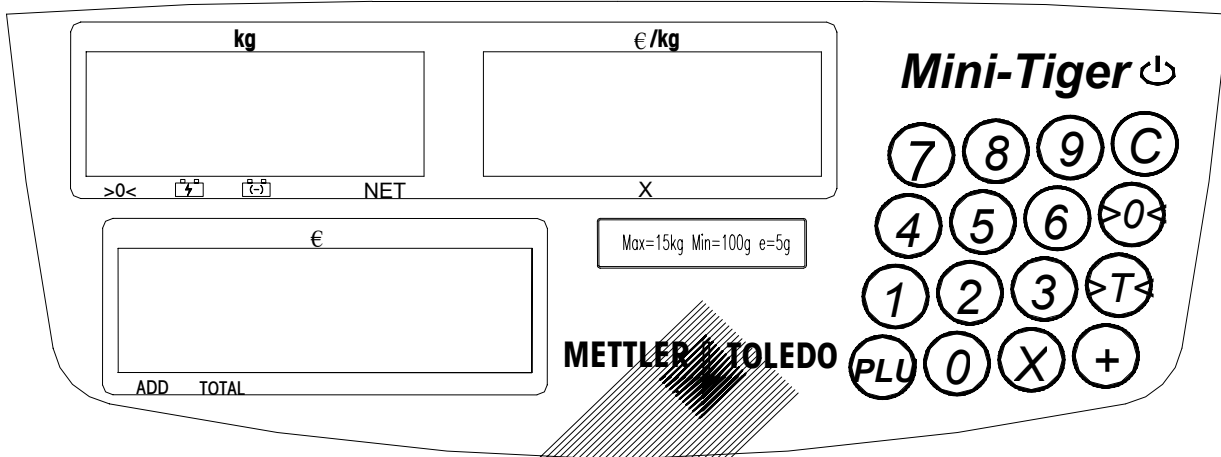 kg
€/kg
Mini-Tiger
>0<
NET
X
€
Max=15kg Min=100g e=5g
ADD TOTAL
METTLER TOLEDO
7 8 9 C
4 5 6 >0<
1 2 3 >T<
PLU 0 X +